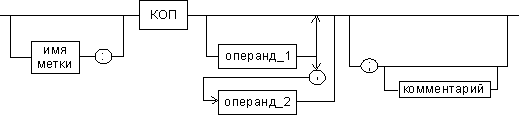 КОП
имя
метки
:
операнд_1
,
операнд_2
;
комментарий